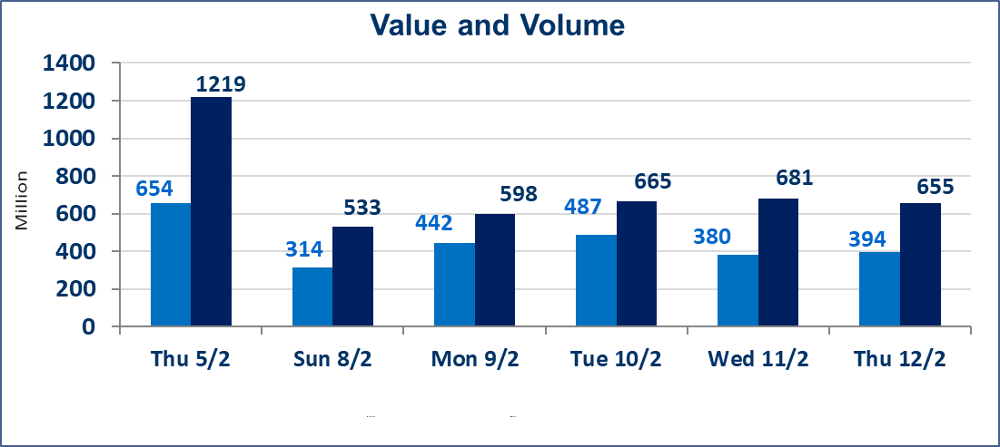 Value and Volume
Million
1400
1200
1000
800
600
400
200
0
654
1219
314
533
442
598
487
665
380
681
394
655
Thu 5/2
Sun 8/2
Mon 9/2
Tue 10/2
Wed 11/2
Thu 12/2